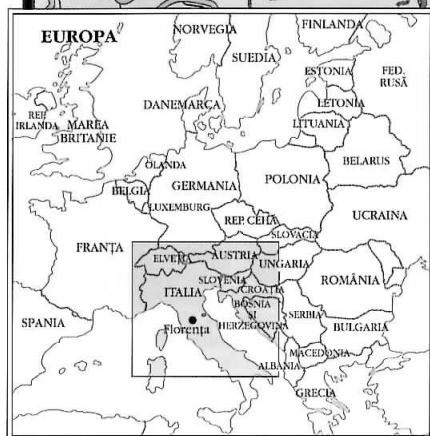 EUROPA
NORVEGIA
FINLANDA
SUEDIA
ESTONIA
FED.
RUSĂ
LETONIA
DANEMARCA
LITUANIA
REP.
IRLANDA
MAREA
BRITANIE
BELARUS
OLANDA
GERMANIA
POLONIA
BELGIA
LUXEMBURG
REP. CEHĂ
UCRAINA
SLOVACIA
FRANȚA
AUSTRIA
ELVEȚI
UNGARIA
SLOVENIA
ROMÂNIA
ITALIA
CROAȚIA
BOSNIA
ȘI
HERZEGOVINA
SERBIA
SPANIA
Florența
BULGARIA
MACEDONIA
ALBANIA
GRECIA